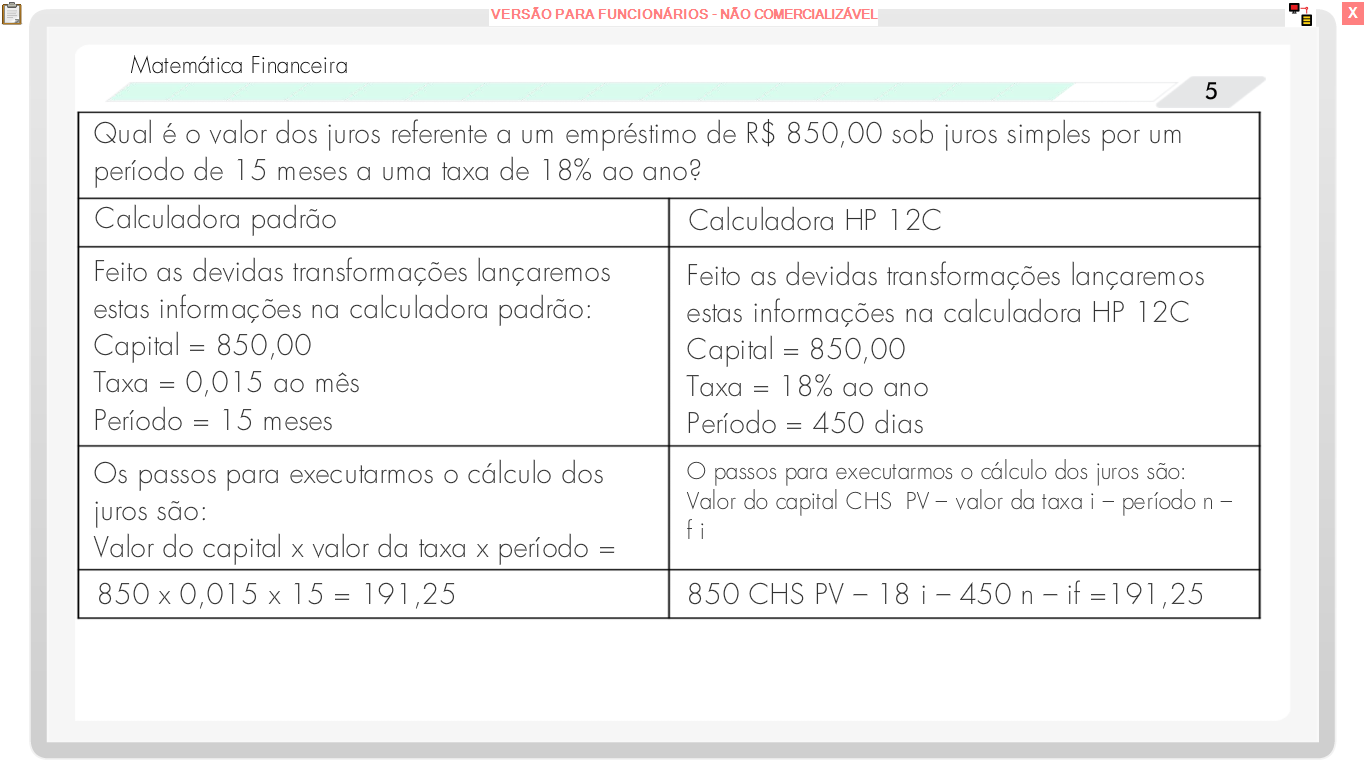 VERSÃO PARA FUNCIONÁRIOS - NÃO COMERCIALIZÁVEL
X
Matemática Financeira
5
Qual é o valor dos juros referente a um empréstimo de R$ 850,00 sob juros simples por um
período de 15 meses a uma taxa de 18% ao ano?
Calculadora padrão
Calculadora HP 12C
Feito as devidas transformações lançaremos
estas informações na calculadora padrão:
Capital = 850,00
Taxa = 0,015 ao mês
Período = 15 meses
Feito as devidas transformações lançaremos
estas informações na calculadora HP 12C
Capital = 850,00
Taxa = 18% ao ano
Período = 450 dias
Os passos para executarmos o cálculo dos
juros são:
Valor do capital x valor da taxa x período =
O passos para executarmos o cálculo dos juros são:
Valor do capital CHS  PV – valor da taxa i – período n –
f i
850 x 0,015 x 15 = 191,25
850 CHS PV – 18 i – 450 n – if =191,25